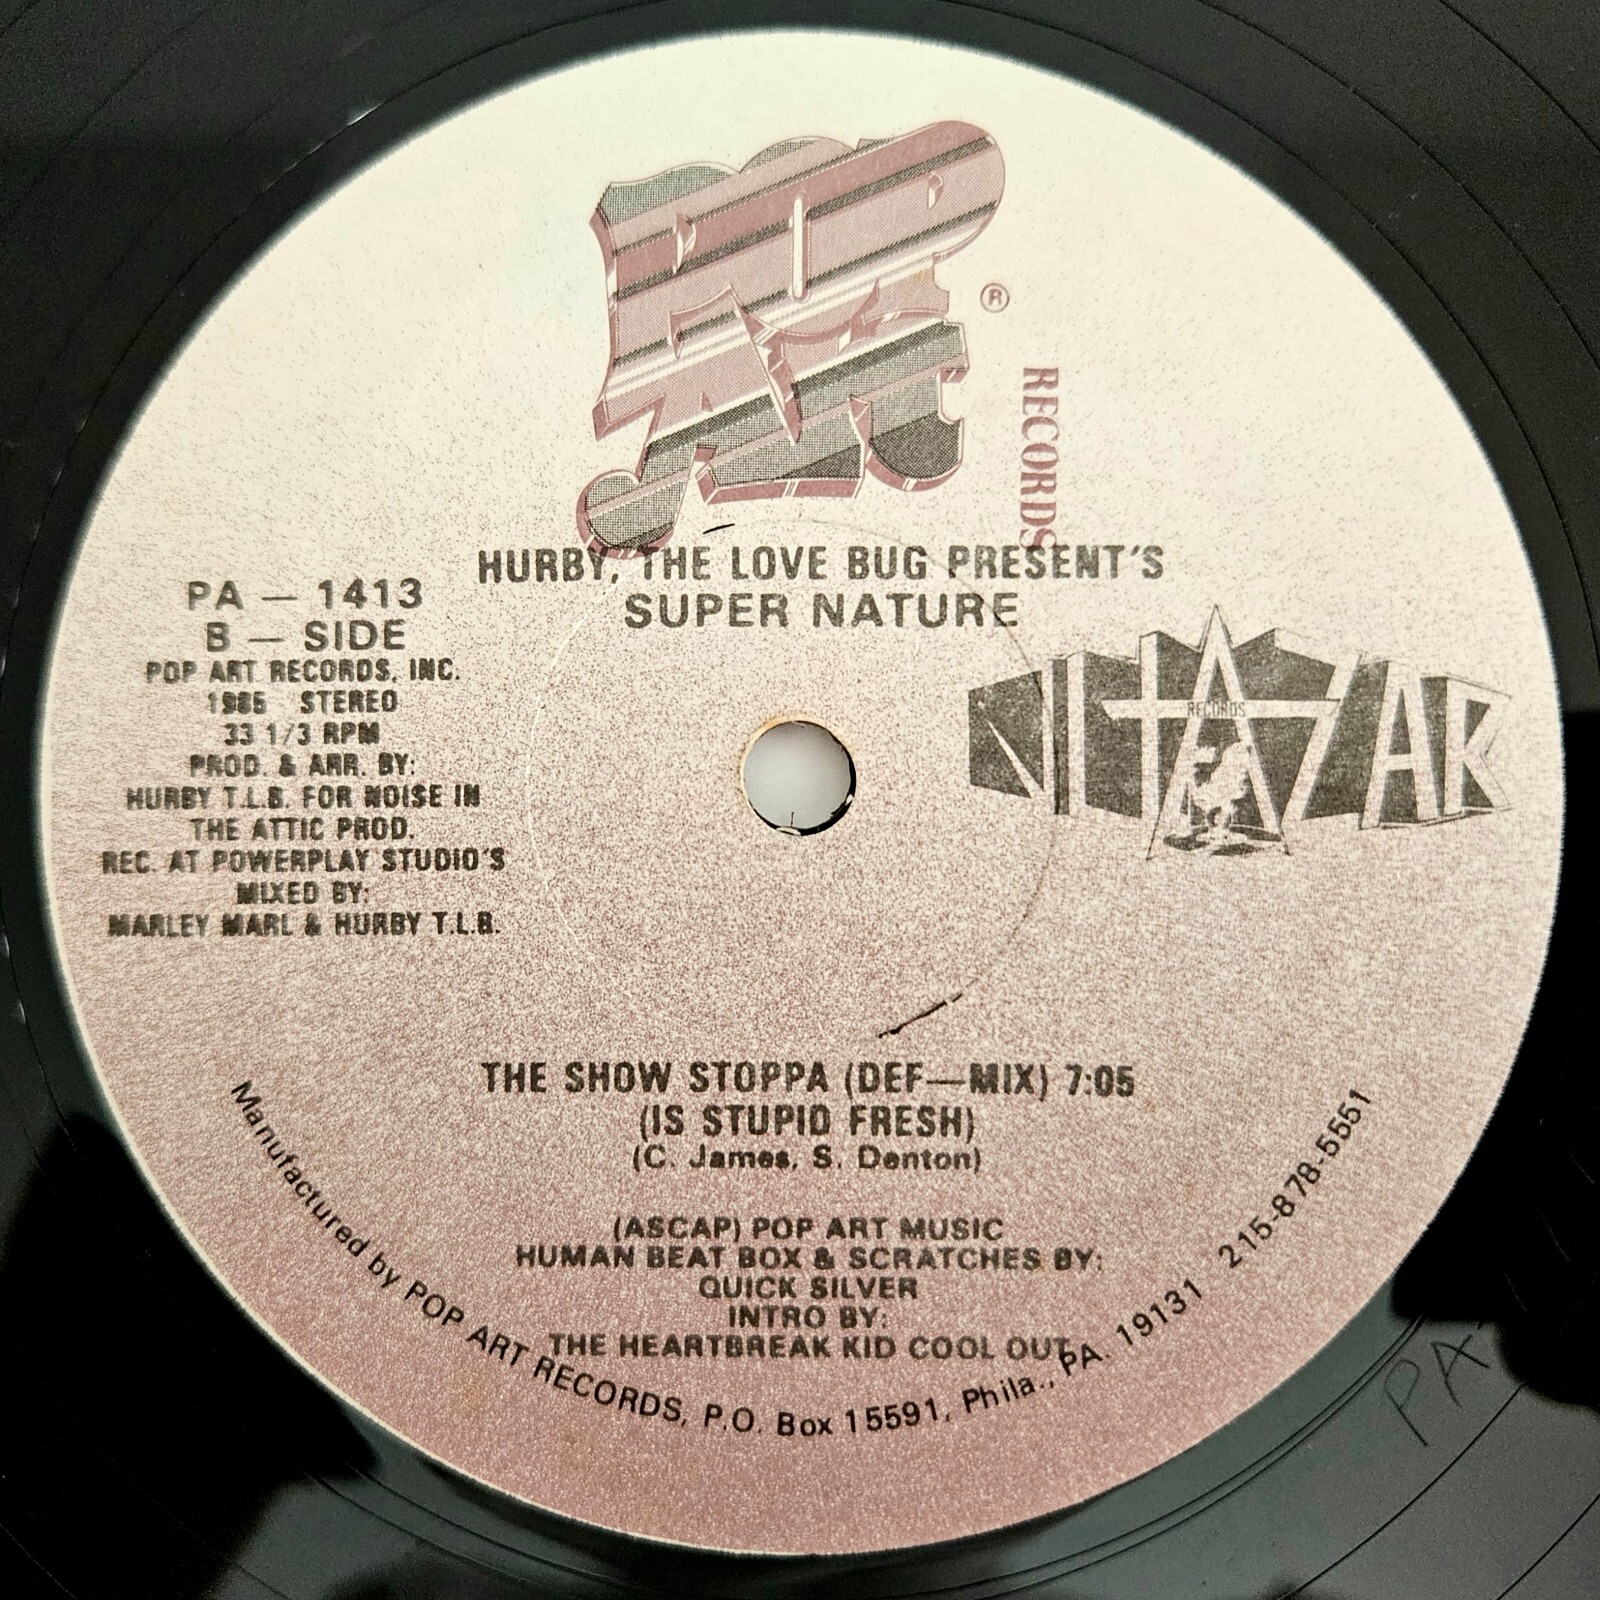 POP
ART
®
RECORDS
HURBY, THE LOVE BUG PRESENT'S
SUPER NATURE
PA — 1413
B — SIDE
POP ART RECORDS, INC.
1985 STEREO
33 1/3 RPM
PROD. & ARR. BY:
HURBY T.L.B. FOR NOISE IN
THE ATTIC PROD.
REC. AT POWERPLAY STUDIO'S
MIXED BY:
MARLEY MARL & HURBY T.L.B.
RECORDS
THE SHOW STOPPA (DEF—MIX) 7:05
(IS STUPID FRESH)
(C. James, S. Denton)
(ASCAP) POP ART MUSIC
HUMAN BEAT BOX & SCRATCHES BY:
QUICK SILVER
INTRO BY:
THE HEARTBREAK KID COOL OUT
Manufactured by POP ART RECORDS, P.O. Box 15591, Phila., PA. 19131 215-878-5551
PA-